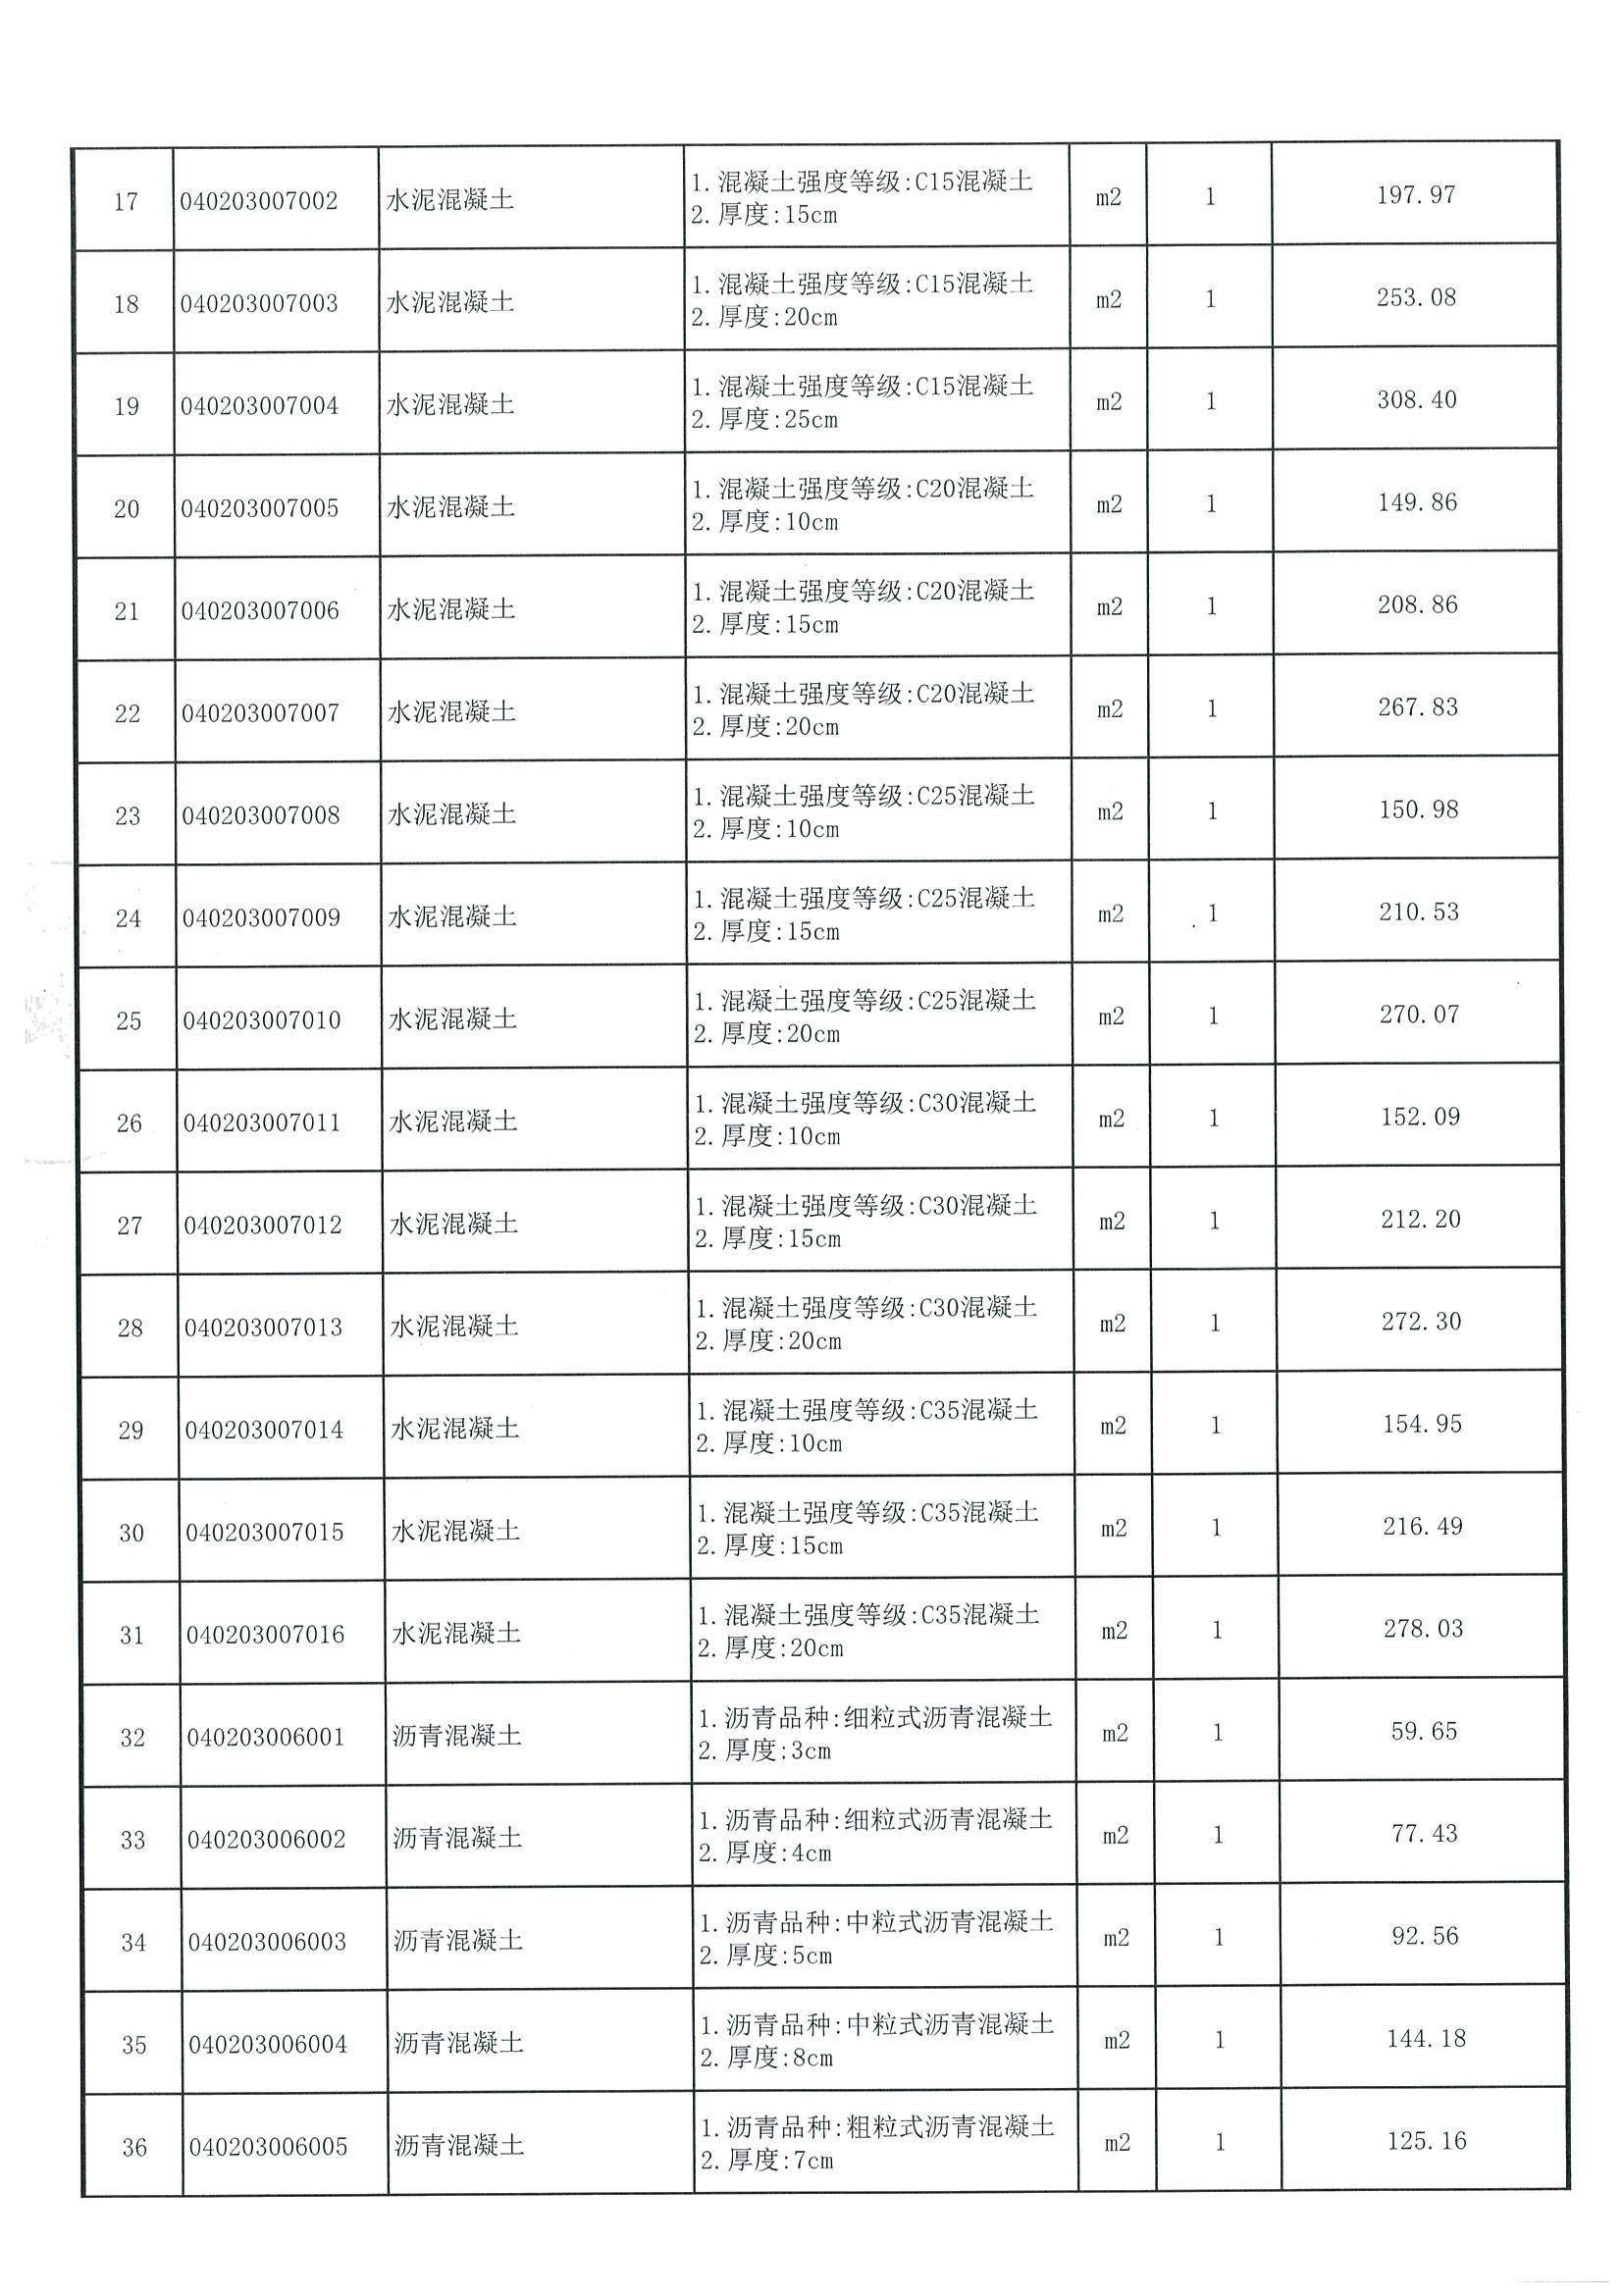 17 040203007002 水泥混凝土 1.混凝土强度等级:C15混凝土 m2 1 197.97
2.厚度:15cm
18 040203007003 水泥混凝土 1.混凝土强度等级:C15混凝土 m2 1 253.08
2.厚度:20cm
19 040203007004 水泥混凝土 1.混凝土强度等级:C15混凝土 m2 1 308.40
2.厚度:25cm
20 040203007005 水泥混凝土 1.混凝土强度等级:C20混凝土 m2 1 149.86
2.厚度:10cm
21 040203007006 水泥混凝土 1.混凝土强度等级:C20混凝土 m2 1 208.86
2.厚度:15cm
22 040203007007 水泥混凝土 1.混凝土强度等级:C20混凝土 m2 1 267.83
2.厚度:20cm
23 040203007008 水泥混凝土 1.混凝土强度等级:C25混凝土 m2 1 150.98
2.厚度:10cm
24 040203007009 水泥混凝土 1.混凝土强度等级:C25混凝土 m2 1 210.53
2.厚度:15cm
25 040203007010 水泥混凝土 1.混凝土强度等级:C25混凝土 m2 1 270.07
2.厚度:20cm
26 040203007011 水泥混凝土 1.混凝土强度等级:C30混凝土 m2 1 152.09
2.厚度:10cm
27 040203007012 水泥混凝土 1.混凝土强度等级:C30混凝土 m2 1 212.20
2.厚度:15cm
28 040203007013 水泥混凝土 1.混凝土强度等级:C30混凝土 m2 1 272.30
2.厚度:20cm
29 040203007014 水泥混凝土 1.混凝土强度等级:C35混凝土 m2 1 154.95
2.厚度:10cm
30 040203007015 水泥混凝土 1.混凝土强度等级:C35混凝土 m2 1 216.49
2.厚度:15cm
31 040203007016 水泥混凝土 1.混凝土强度等级:C35混凝土 m2 1 278.03
2.厚度:20cm
32 040203006001 沥青混凝土 1.沥青品种:细粒式沥青混凝土 m2 1 59.65
2.厚度:3cm
33 040203006002 沥青混凝土 1.沥青品种:细粒式沥青混凝土 m2 1 77.43
2.厚度:4cm
34 040203006003 沥青混凝土 1.沥青品种:中粒式沥青混凝土 m2 1 92.56
2.厚度:5cm
35 040203006004 沥青混凝土 1.沥青品种:中粒式沥青混凝土 m2 1 144.18
2.厚度:8cm
36 040203006005 沥青混凝土 1.沥青品种:粗粒式沥青混凝土 m2 1 125.16
2.厚度:7cm